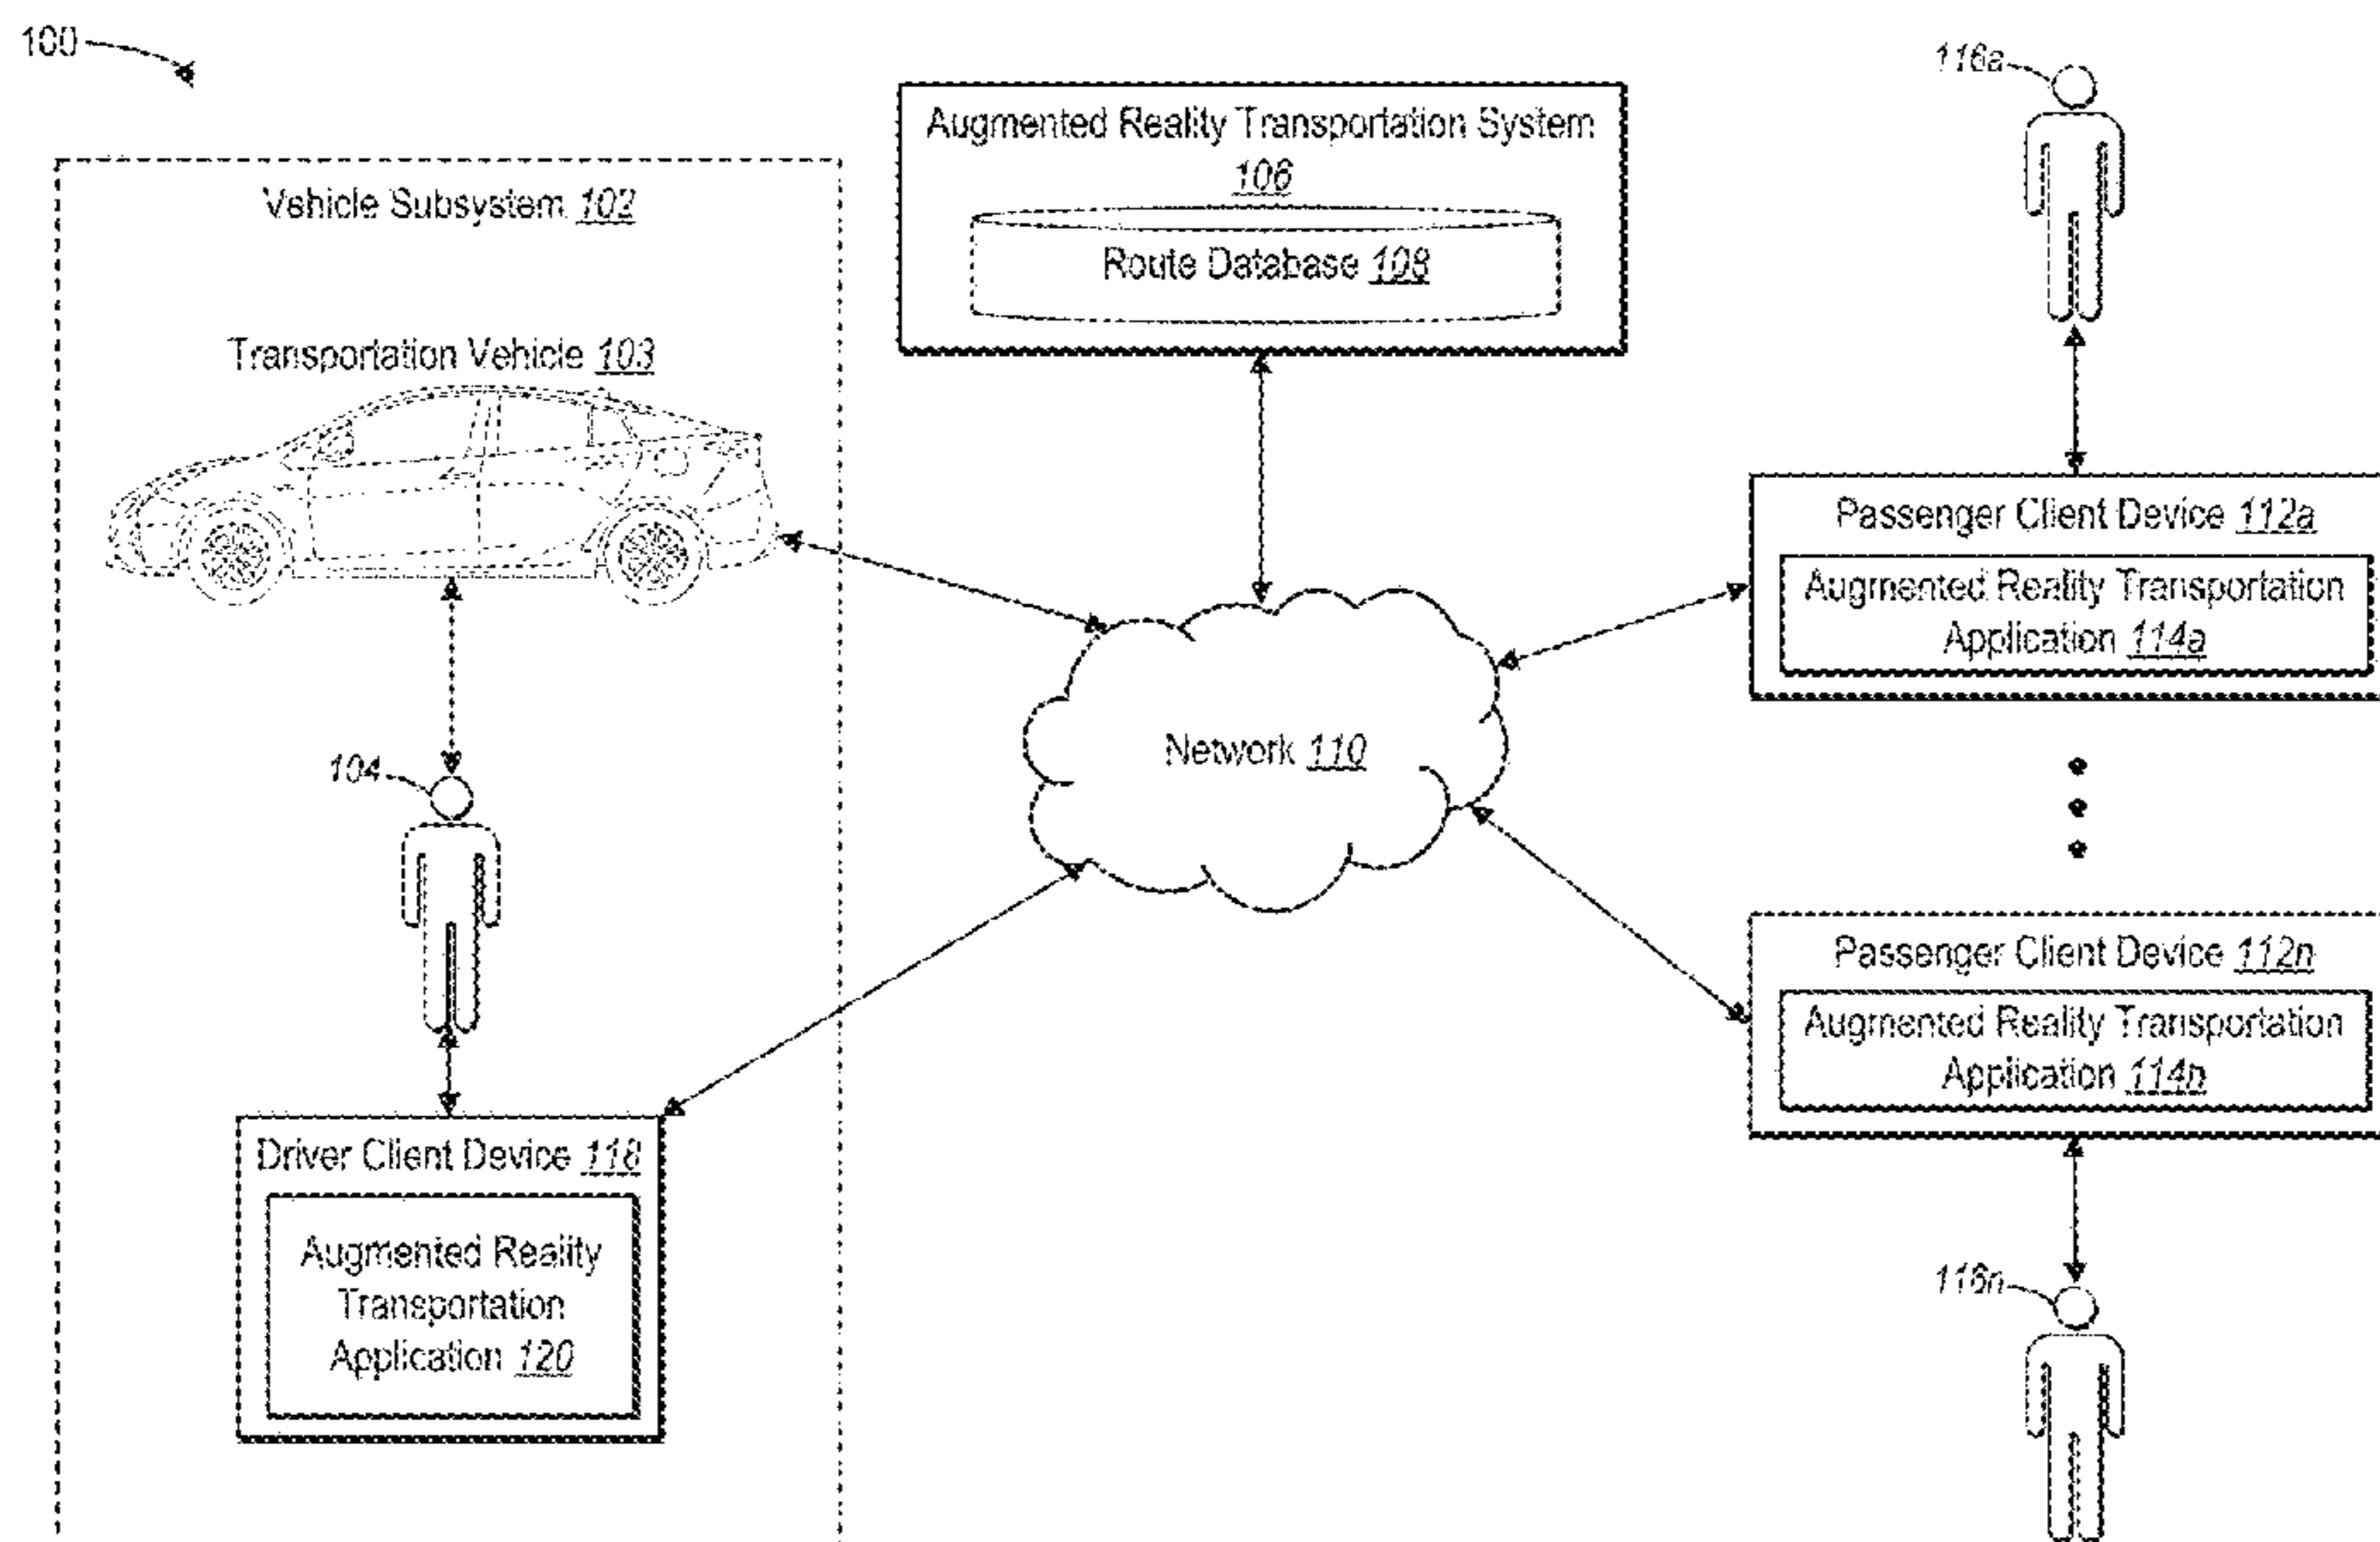 100
116a
Augmented Reality Transportation System
106
Route Database 108
Vehicle Subsystem 102
Transportation Vehicle 103
Passenger Client Device 112a
Augmented Reality Transportation
Application 114a
Network 110
104
Passenger Client Device 112n
Augmented Reality Transportation
Application 114n
Driver Client Device 118
Augmented Reality
Transportation
Application 120
116n